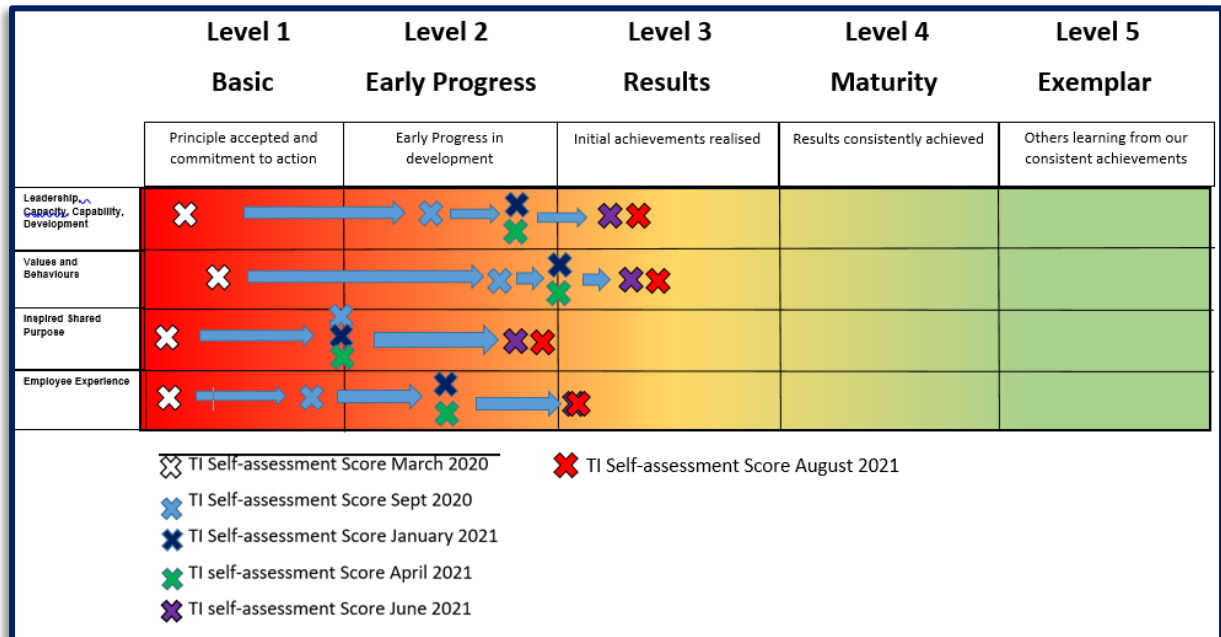 Level 1
Level 2
Level 3
Level 4
Level 5
Basic
Early Progress
Results
Maturity
Exemplar
Principle accepted and
commitment to action
Early Progress in
development
Initial achievements realised
Results consistently achieved
Others learning from our
consistent achievements
Leadership,
Capacity, Capability,
Development
Values and
Behaviours
Inspired Shared
Purpose
Employee Experience
TI Self-assessment Score March 2020
TI Self-assessment Score August 2021
TI Self-assessment Score Sept 2020
TI Self-assessment Score January 2021
TI self-assessment Score April 2021
TI self-assessment Score June 2021